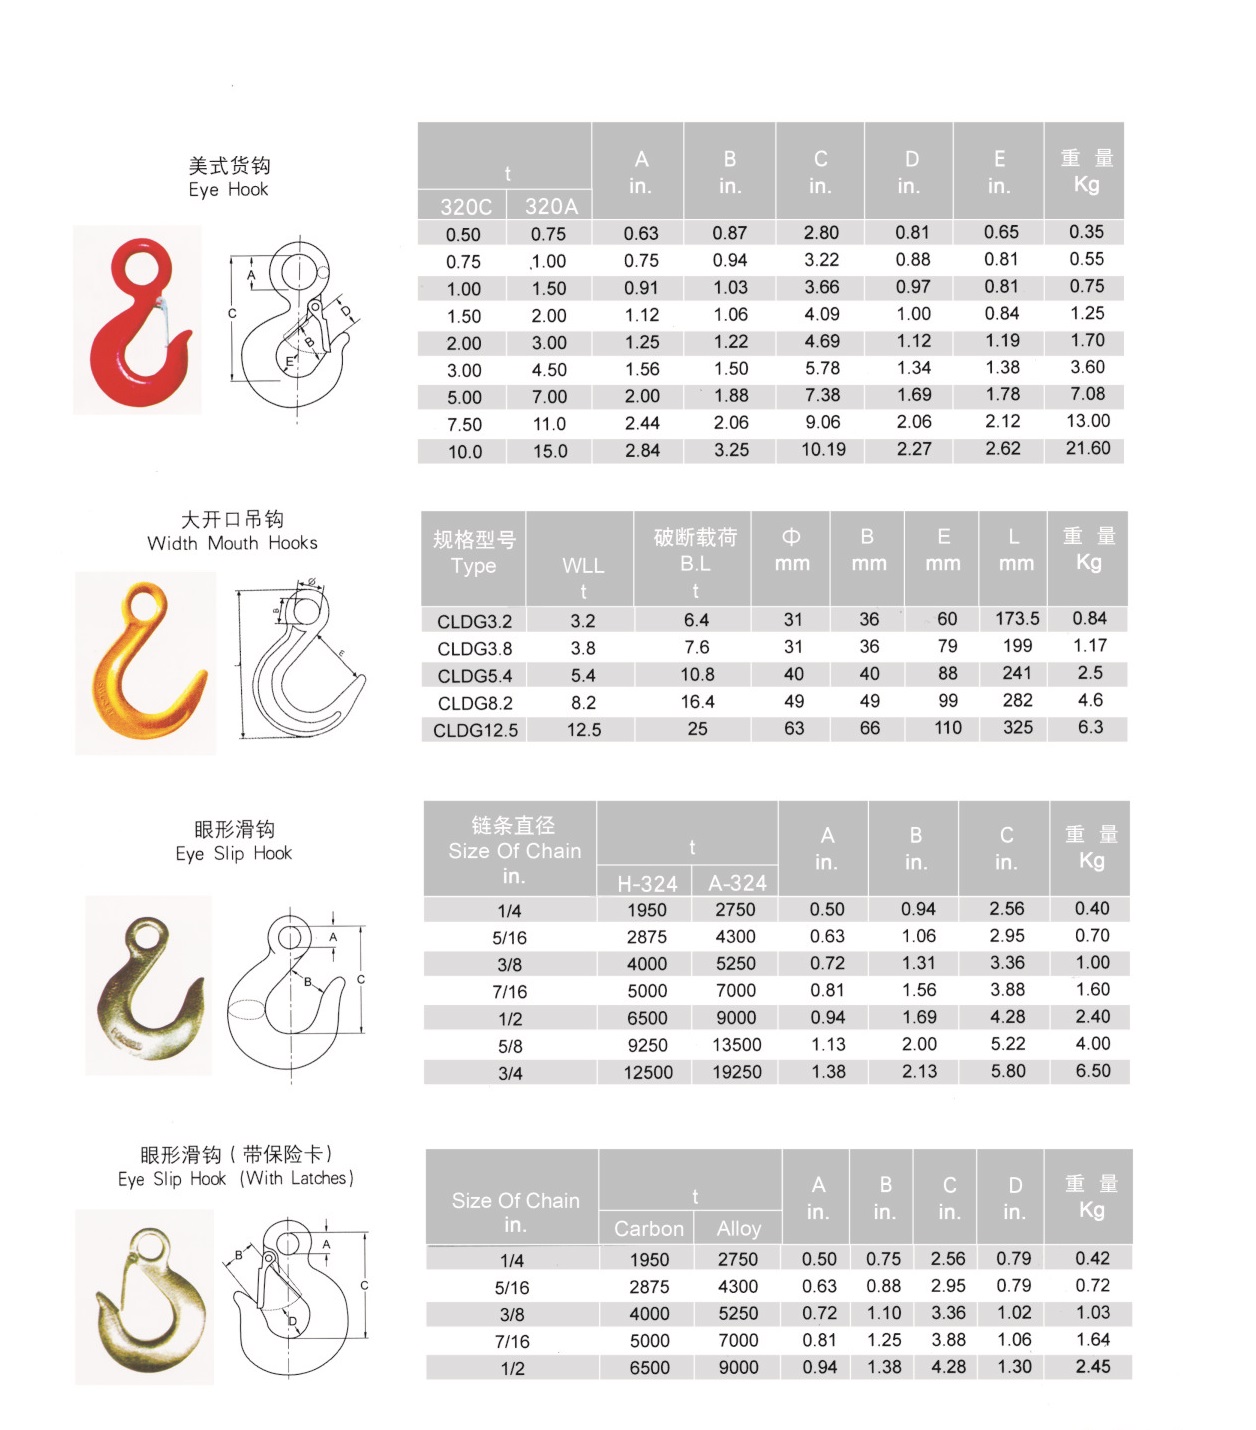 美式货钩
Eye Hook
A
C
D
B
E
t A in. B in. C in. D in. E in. 重 量 Kg
320C 320A
0.50 0.75 0.63 0.87 2.80 0.81 0.65 0.35
0.75 1.00 0.75 0.94 3.22 0.88 0.81 0.55
1.00 1.50 0.91 1.03 3.66 0.97 0.81 0.75
1.50 2.00 1.12 1.06 4.09 1.00 0.84 1.25
2.00 3.00 1.25 1.22 4.69 1.12 1.19 1.70
3.00 4.50 1.56 1.50 5.78 1.34 1.38 3.60
5.00 7.00 2.00 1.88 7.38 1.69 1.78 7.08
7.50 11.0 2.44 2.06 9.06 2.06 2.12 13.00
10.0 15.0 2.84 3.25 10.19 2.27 2.62 21.60
大开口吊钩
Width Mouth Hooks
Ø
B
E
L
规格型号 破断载荷 Φ B E L 重 量
Type WLL B.L mm mm mm mm Kg
t t
CLDG3.2 3.2 6.4 31 36 60 173.5 0.84
CLDG3.8 3.8 7.6 31 36 79 199 1.17
CLDG5.4 5.4 10.8 40 40 88 241 2.5
CLDG8.2 8.2 16.4 49 49 99 282 4.6
CLDG12.5 12.5 25 63 66 110 325 6.3
眼形滑钩
Eye Slip Hook
A
B
C
链条直径 A B C 重 量
Size Of Chain t in. in. in. Kg
in. H-324 A-324
1/4 1950 2750 0.50 0.94 2.56 0.40
5/16 2875 4300 0.63 1.06 2.95 0.70
3/8 4000 5250 0.72 1.31 3.36 1.00
7/16 5000 7000 0.81 1.56 3.88 1.60
1/2 6500 9000 0.94 1.69 4.28 2.40
5/8 9250 13500 1.13 2.00 5.22 4.00
3/4 12500 19250 1.38 2.13 5.80 6.50
眼形滑钩(带保险卡)
Eye Slip Hook (With Latches)
A
B
C
D
Size Of Chain t A B C D 重 量
in. Carbon Alloy in. in. in. in. Kg
1/4 1950 2750 0.50 0.75 2.56 0.79 0.42
5/16 2875 4300 0.63 0.88 2.95 0.79 0.72
3/8 4000 5250 0.72 1.10 3.36 1.02 1.03
7/16 5000 7000 0.81 1.25 3.88 1.06 1.64
1/2 6500 9000 0.94 1.38 4.28 1.30 2.45